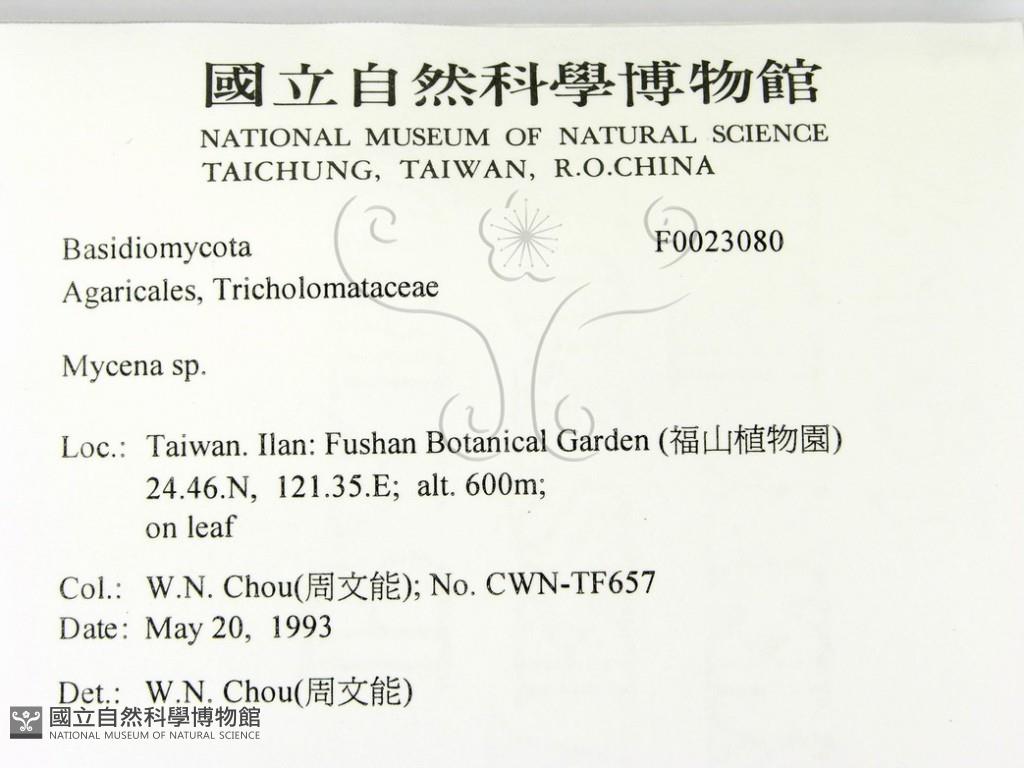 國立自然科學博物館
NATIONAL MUSEUM OF NATURAL SCIENCE
TAICHUNG, TAIWAN, R.O.CHINA
Basidiomycota F0023080
Agaricales, Tricholomataceae
Mycena sp.
Loc.: Taiwan. Ilan: Fushan Botanical Garden (福山植物園)
24.46.N, 121.35.E; alt. 600m;
on leaf
Col.: W.N. Chou(周文能); No. CWN-TF657
Date: May 20, 1993
Det.: W.N. Chou(周文能)
國立自然科學博物館
NATIONAL MUSEUM OF NATURAL SCIENCE